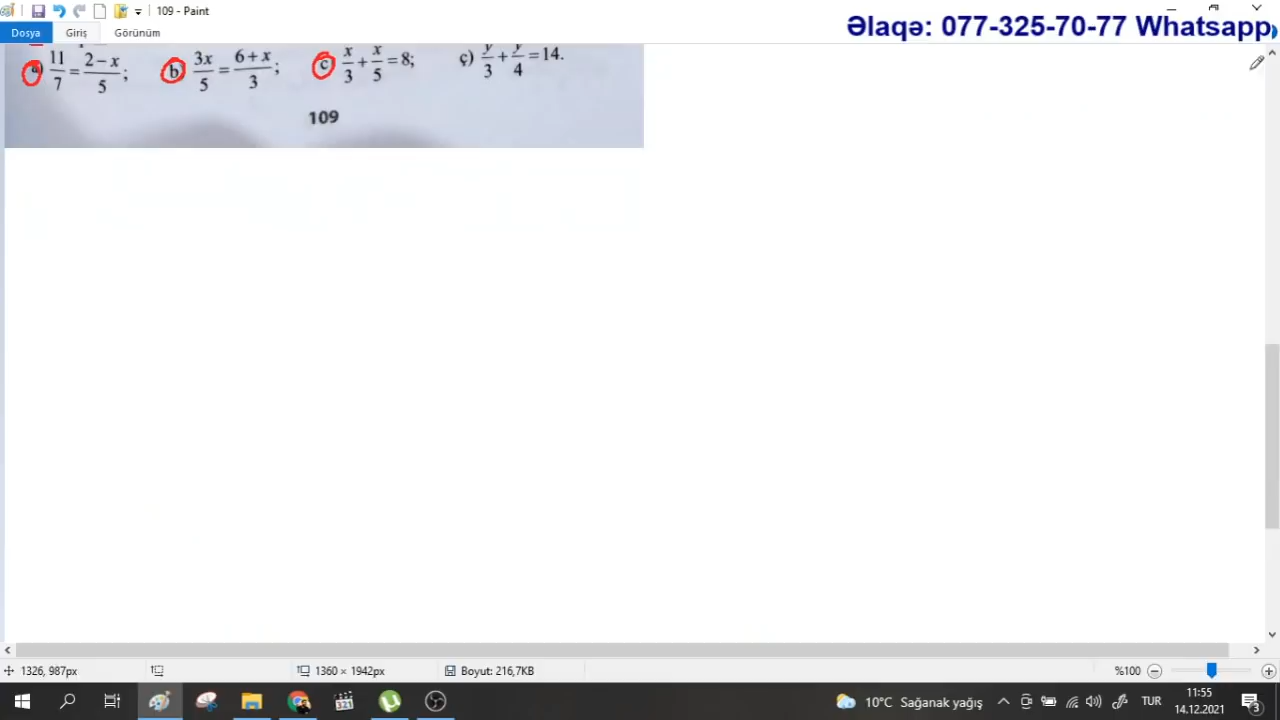 109 - Paint
Əlaqə: 077-325-70-77 Whatsapp
Dosya Giriş Görünüm
a) 11/7 = 2 − x/5; b 3x/5 = 6 + x/3; c x/3 + x/5 = 8; ç) y/3 + y/4 = 14.
109
1326, 987px 1360 × 1942px Boyut: 216,7KB %100
10°C Sağanak yağış TUR 11:55
14.12.2021 3